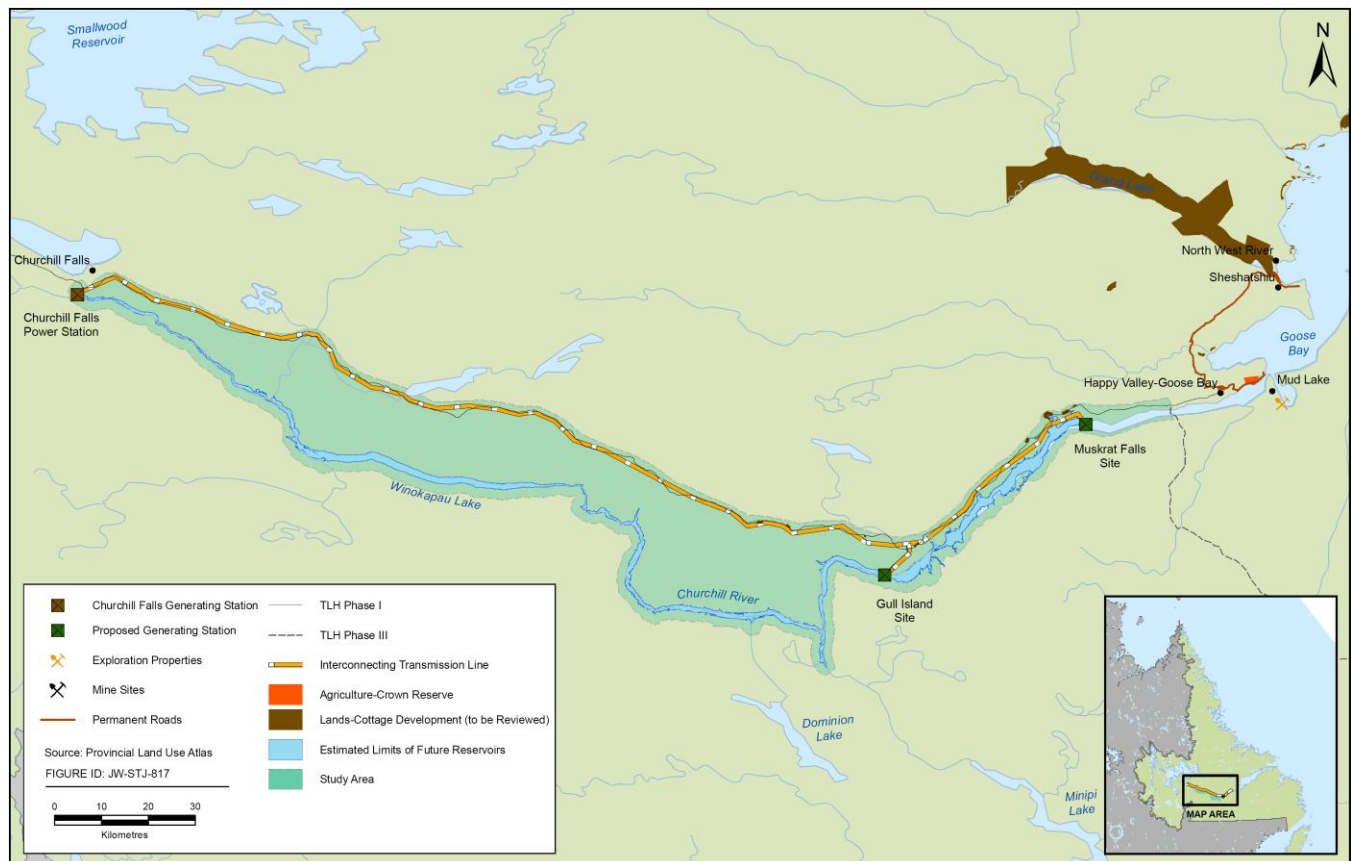 Smallwood
Reservoir
N
Grand Lake
North West River
Churchill Falls
Sheshatshiu
Churchill Falls
Power Station
Goose
Bay
Happy Valley-Goose Bay
Mud Lake
Muskrat Falls
Site
Winokapau Lake
Gull Island
Site
Churchill River
Dominion
Lake
Minipi
Lake
Churchill Falls Generating Station
Proposed Generating Station
Exploration Properties
Mine Sites
Permanent Roads
TLH Phase I
TLH Phase III
Interconnecting Transmission Line
Agriculture-Crown Reserve
Lands-Cottage Development (to be Reviewed)
Estimated Limits of Future Reservoirs
Study Area
Source: Provincial Land Use Atlas
FIGURE ID: JW-STJ-817
0 10 20 30
Kilometres
MAP AREA